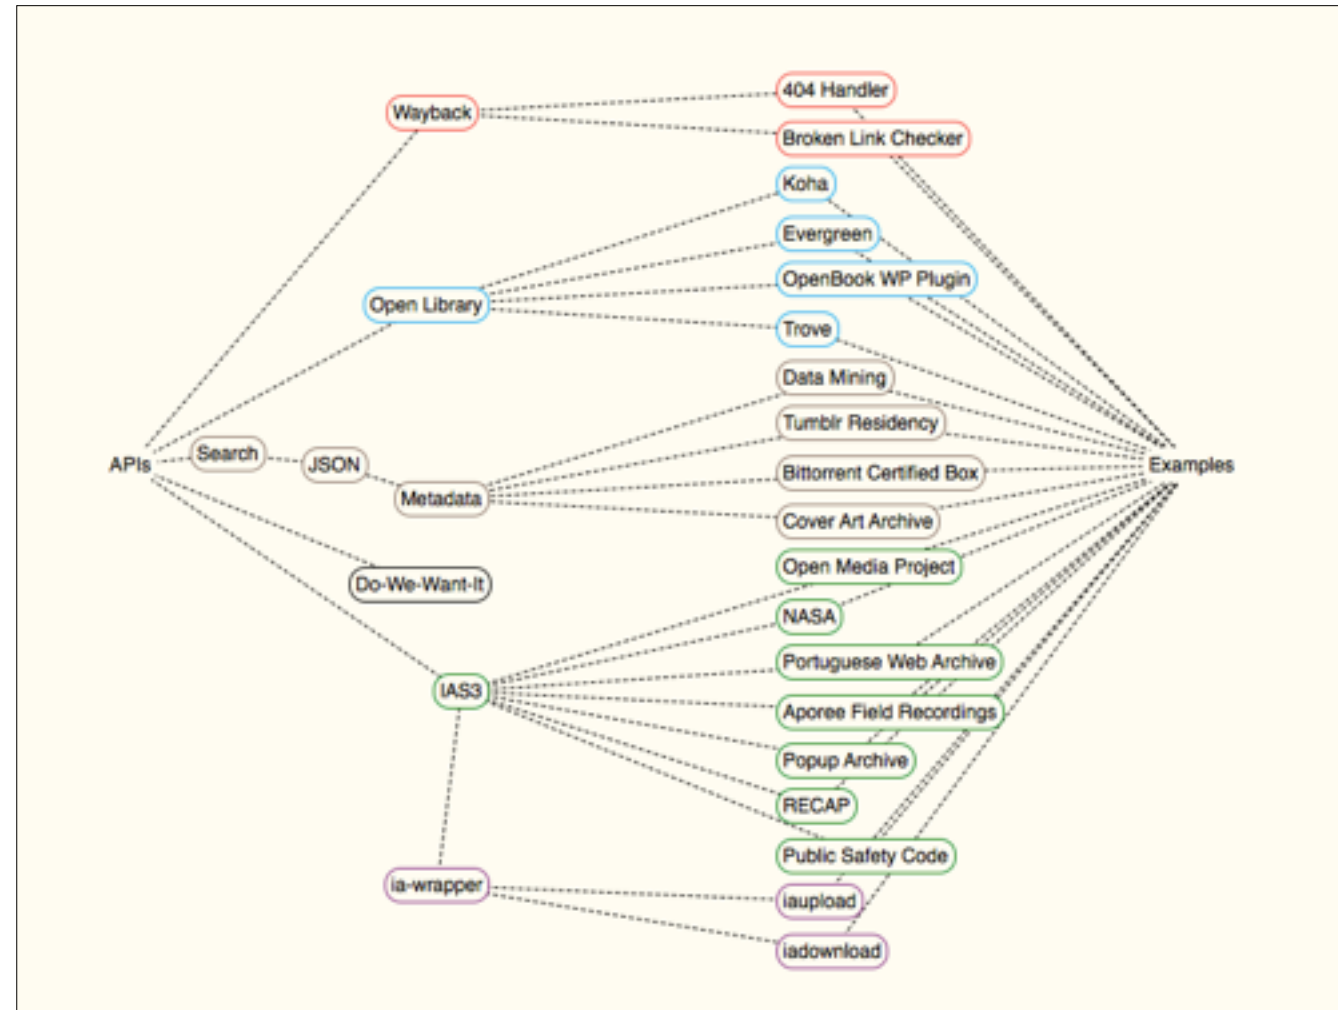 404 Handler
Wayback
Broken Link Checker
Koha
Evergreen
OpenBook WP Plugin
Open Library
Trove
Data Mining
Tumblr Residency
Search
JSON
APIs
Examples
Bittorrent Certified Box
Metadata
Cover Art Archive
Open Media Project
Do-We-Want-It
NASA
Portuguese Web Archive
IAS3
Aporee Field Recordings
Popup Archive
RECAP
Public Safety Code
ia-wrapper
iaupload
iadownload